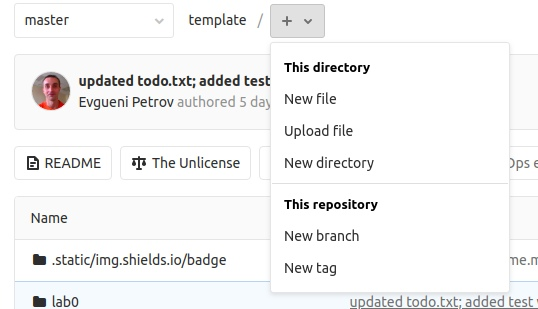 master
template / +
This directory
updated todo.txt; added test
New file
Evgueni Petrov authored 5 day
Upload file
README
The Unlicense
New directory
Ops
This repository
Name
New branch
.static/img.shields.io/badge
me.m
New tag
lab0
updated todo.txt; added test